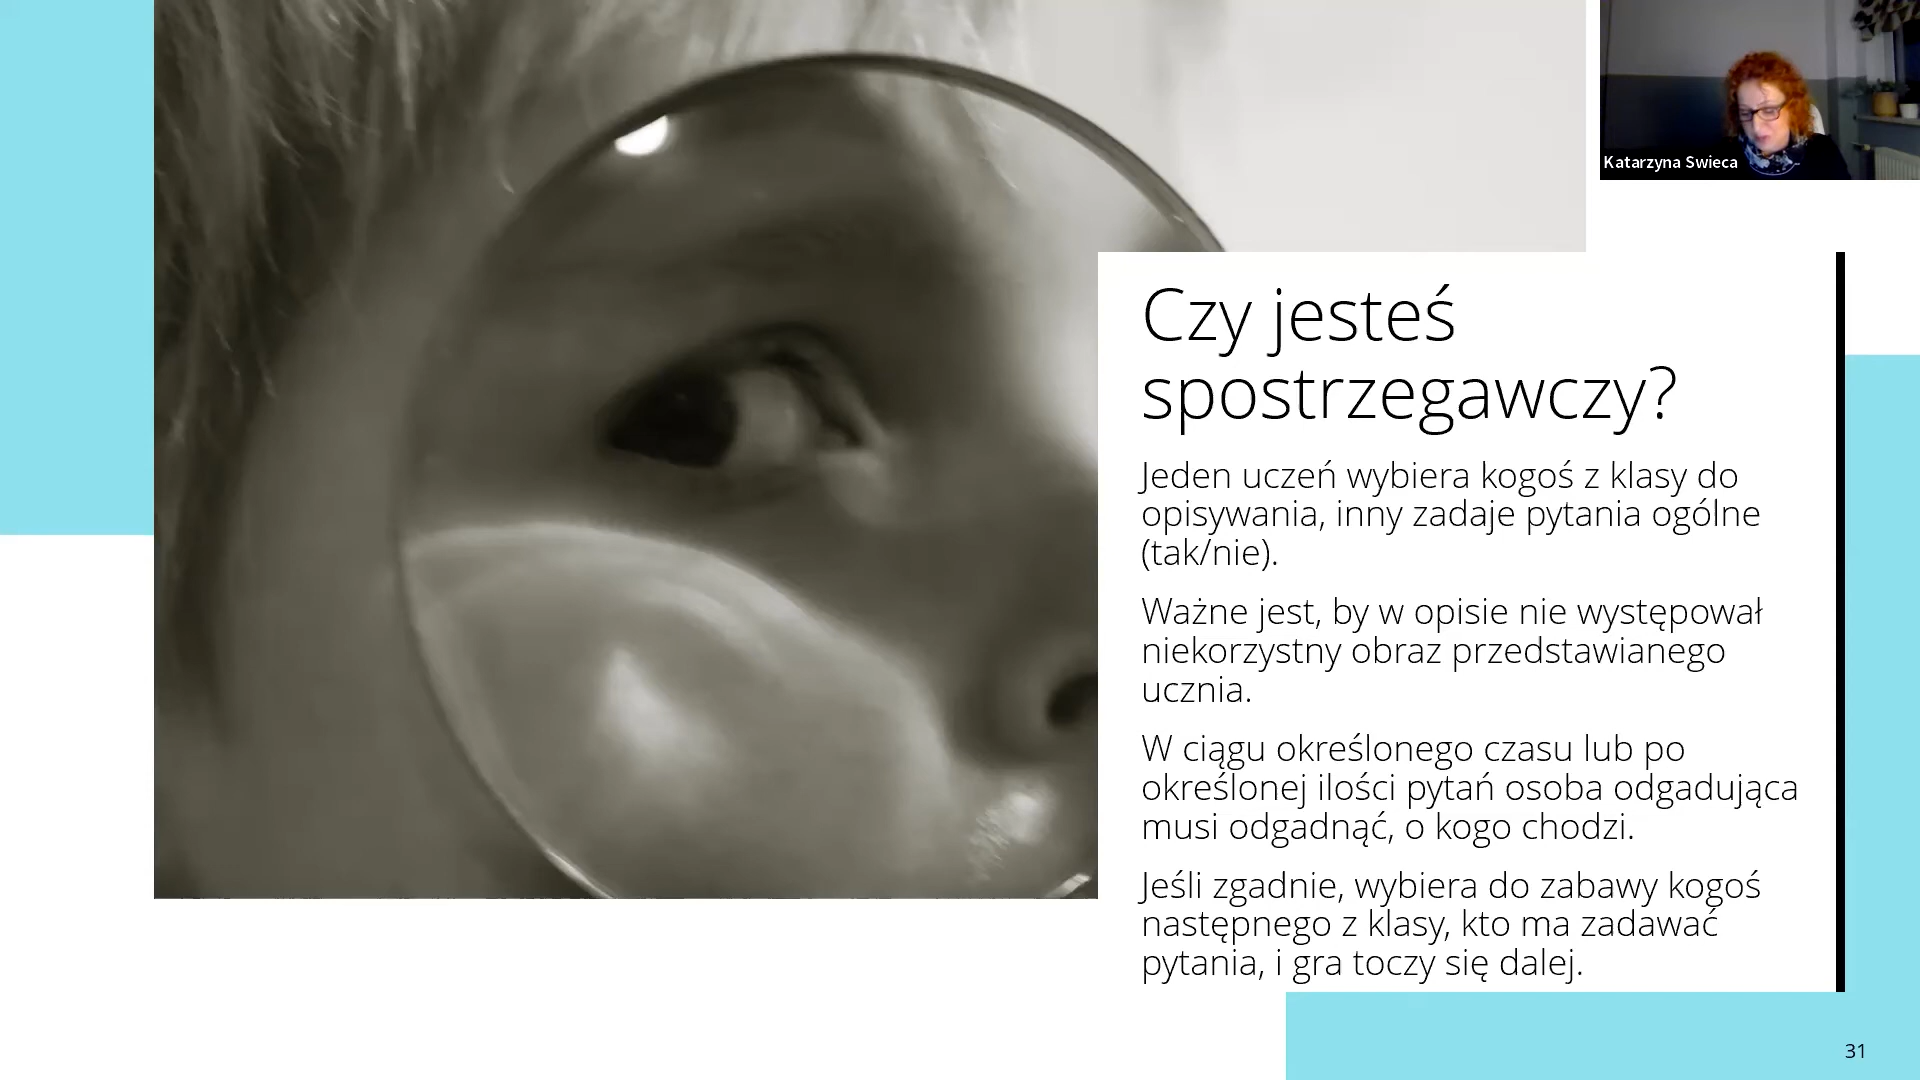 Katarzyna Swieca
Czy jesteś
spostrzegawczy?
Jeden uczeń wybiera kogoś z klasy do
opisywania, inny zadaje pytania ogólne
(tak/nie).
Ważne jest, by w opisie nie występował
niekorzystny obraz przedstawianego
ucznia.
W ciągu określonego czasu lub po
określonej ilości pytań osoba odgadująca
musi odgadnąć, o kogo chodzi.
Jeśli zgadnie, wybiera do zabawy kogoś
następnego z klasy, kto ma zadawać
pytania, i gra toczy się dalej.
31